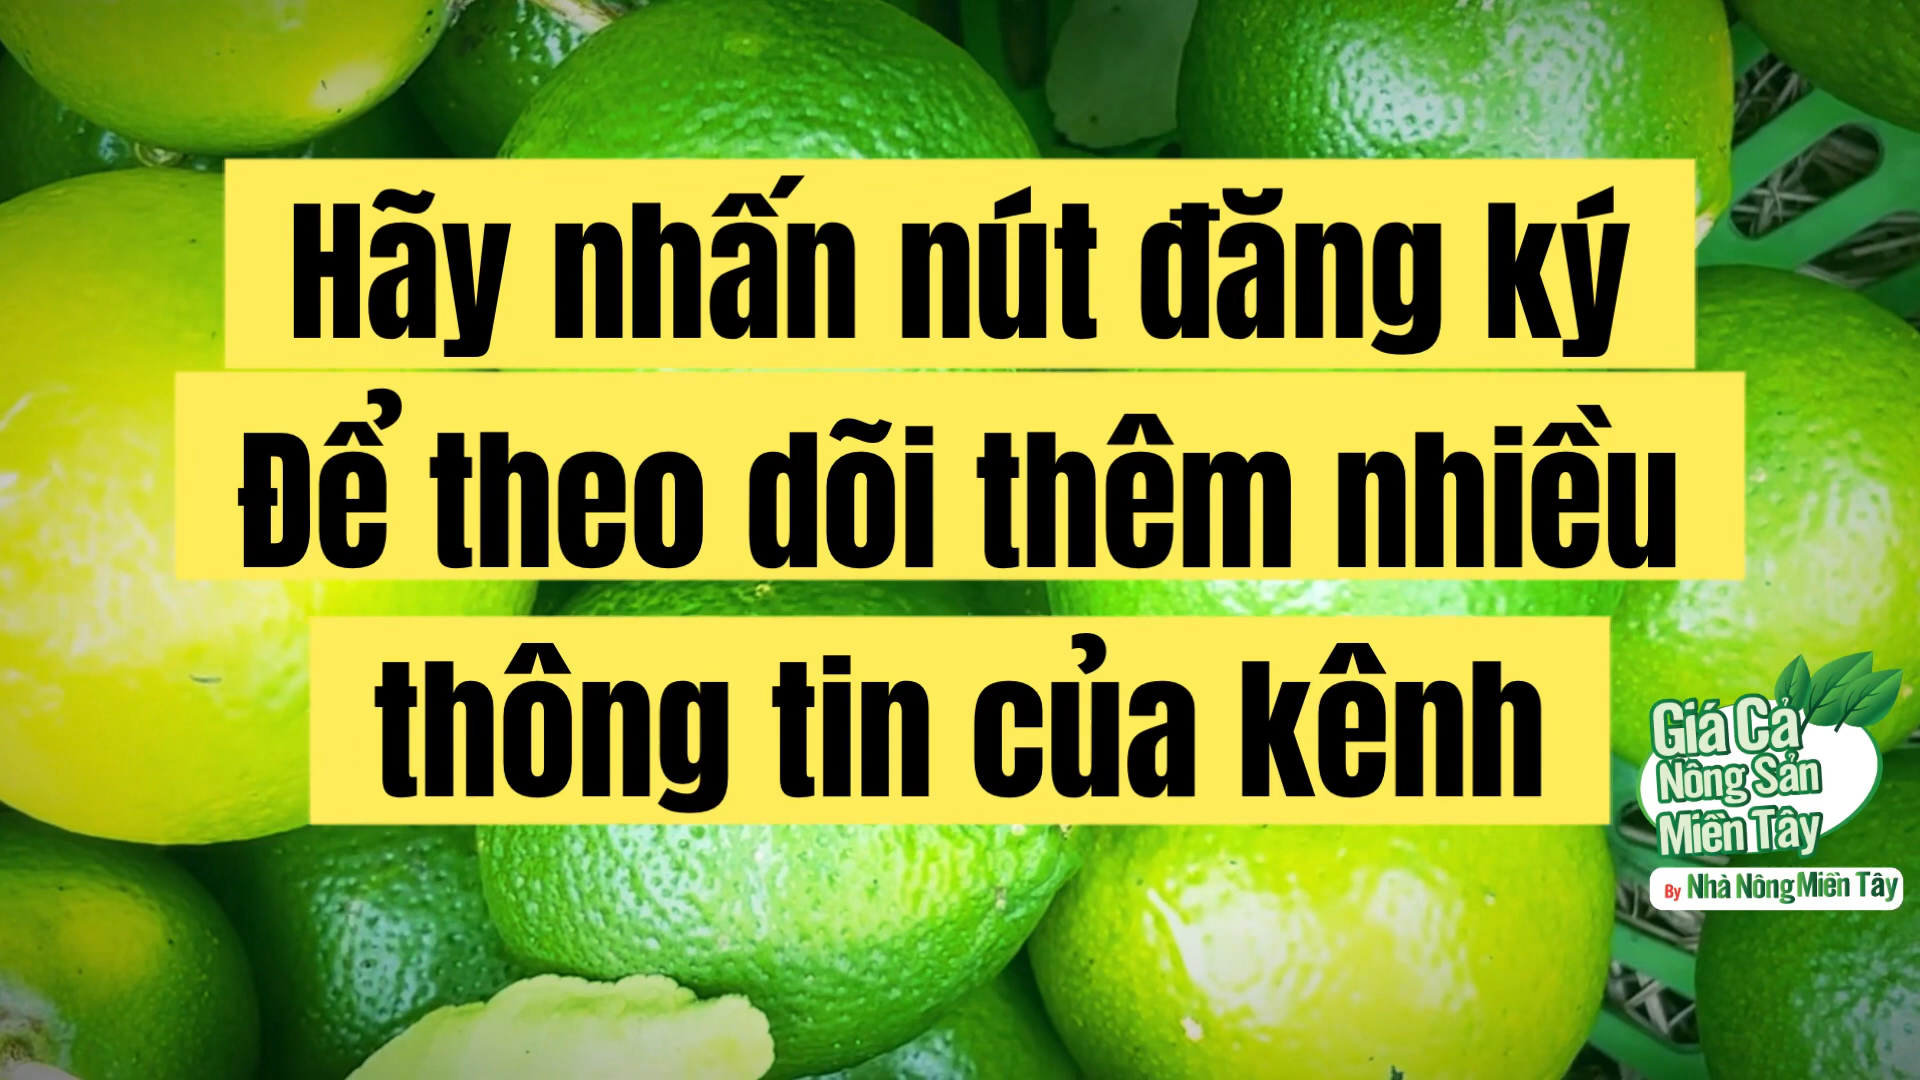 Hãy nhấn nút đăng ký
Để theo dõi thêm nhiều
thông tin của kênh
Giá Cả
Nông Sản
Miền Tây
By Nhà Nông Miền Tây